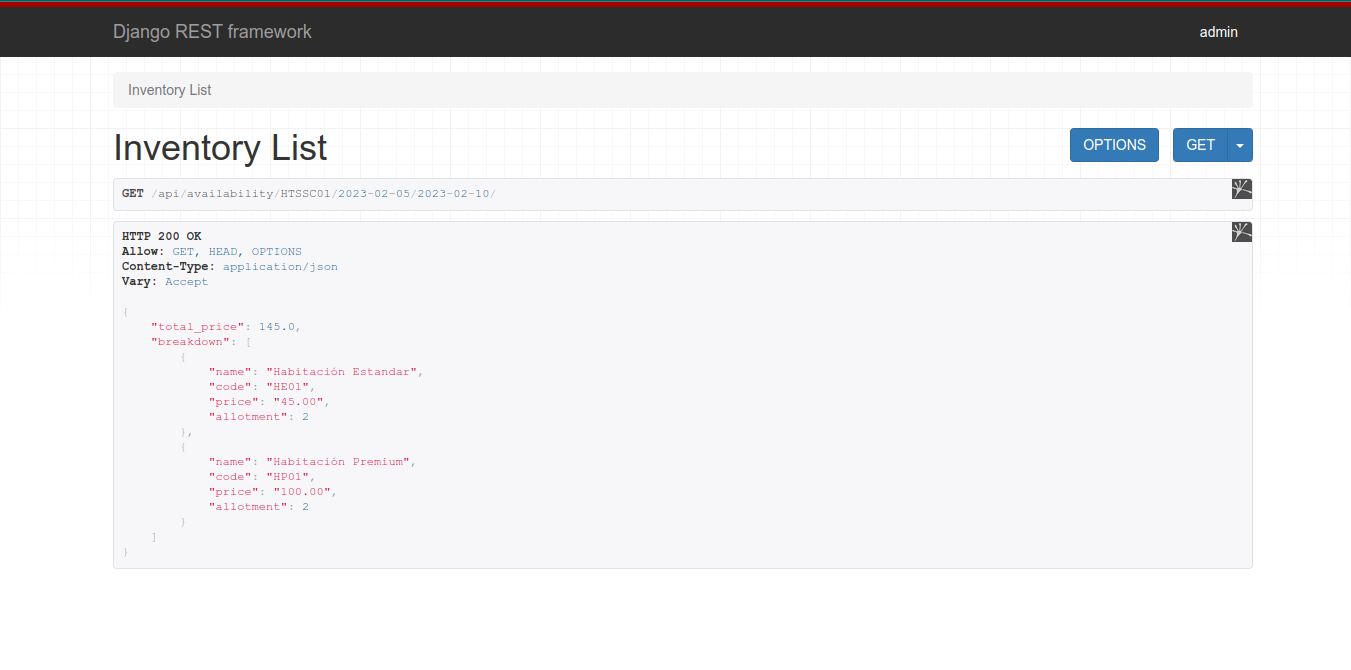 Django REST framework
admin
Inventory List
Inventory List
OPTIONS
GET
GET /api/availability/HTSSC01/2023-02-05/2023-02-10/
HTTP 200 OK
Allow: GET, HEAD, OPTIONS
Content-Type: application/json
Vary: Accept
{
    "total_price": 145.0,
    "breakdown": [
        {
            "name": "Habitación Estandar",
            "code": "HE01",
            "price": "45.00",
            "allotment": 2
        },
        {
            "name": "Habitación Premium",
            "code": "HP01",
            "price": "100.00",
            "allotment": 2
        }
    ]
}